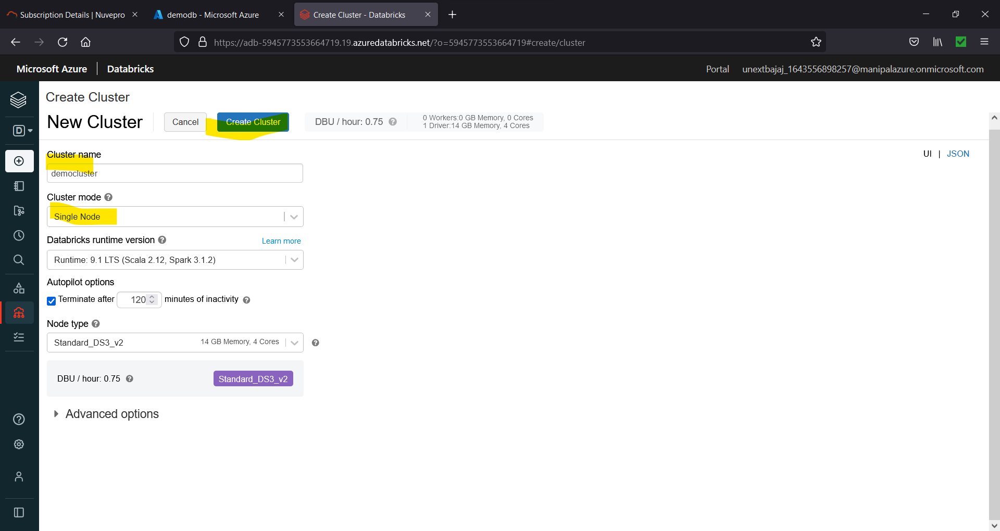 Subscription Details | Nuvepro
demodb - Microsoft Azure
Create Cluster - Databricks
https://adb-5945773553664719.19.azuredatabricks.net/?o=5945773553664719#create/cluster
Microsoft Azure | Databricks
Portal
unextbajaj_1643556898257@manipalazure.onmicrosoft.com
Create Cluster
New Cluster
Cancel
Create Cluster
DBU / hour: 0.75
0 Workers:0 GB Memory, 0 Cores
1 Driver:14 GB Memory, 4 Cores
D
UI | JSON
Cluster name
democluster
Cluster mode
Single Node
Databricks runtime version
Learn more
Runtime: 9.1 LTS (Scala 2.12, Spark 3.1.2)
Autopilot options
Terminate after 120 minutes of inactivity
Node type
Standard_DS3_v2
14 GB Memory, 4 Cores
DBU / hour: 0.75
Standard_DS3_v2
Advanced options